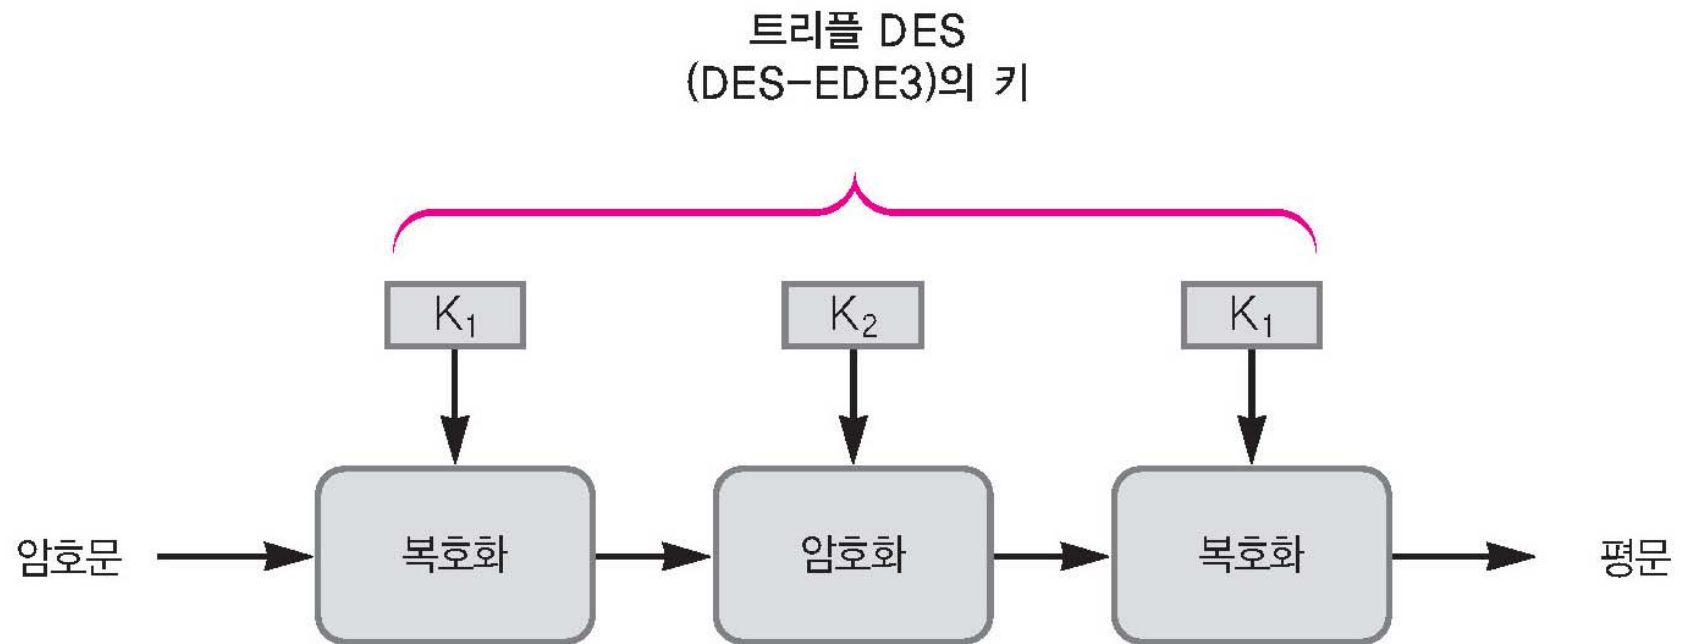 트리플 DES
(DES-EDE3)의 키
K₁
K₂
K₁
암호문
복호화
암호화
복호화
평문